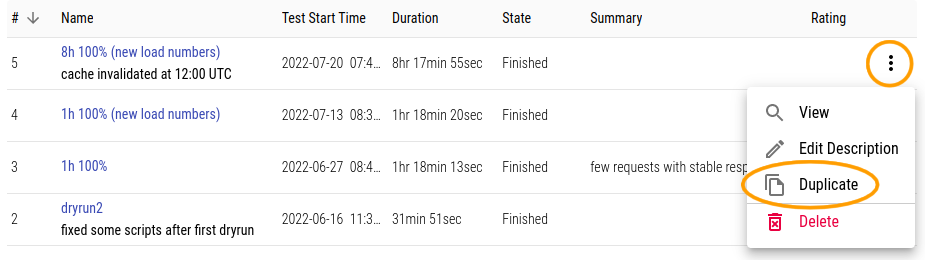 # Name Test Start Time Duration State Summary Rating
8h 100% (new load numbers)
5 2022-07-20 07:4... 8hr 17min 55sec Finished
cache invalidated at 12:00 UTC
View
4 1h 100% (new load numbers) 2022-07-13 08:3... 1hr 18min 20sec Finished
Edit Description
3 1h 100% 2022-06-27 08:4... 1hr 18min 13sec Finished few requests with stable resp
Duplicate
dryrun2
2 2022-06-16 11:3... 31min 51sec Finished
Delete
fixed some scripts after first dryrun